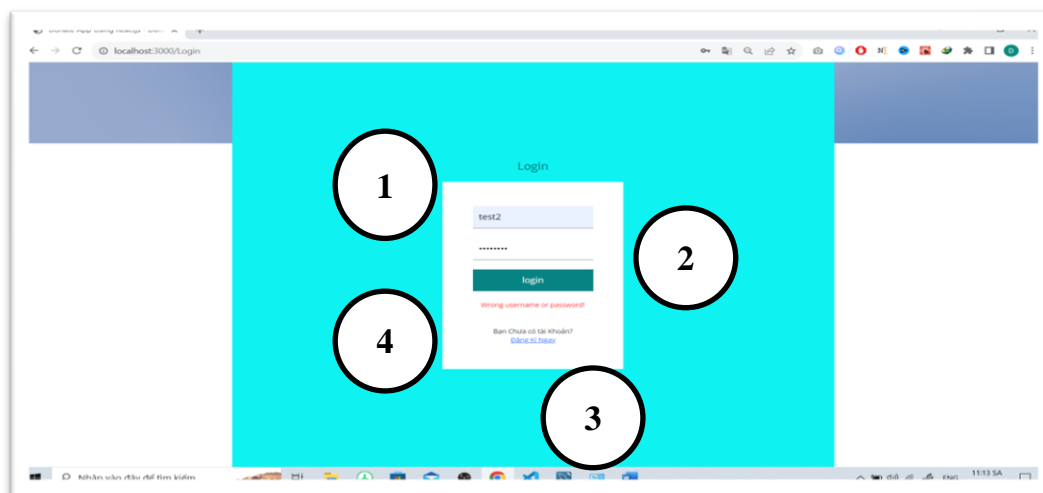 localhost:3000/Login
Login
1
test2
2
login
Wrong username or password!
4
Bạn Chưa có tài Khoản?
Đăng Kí Ngay
3
Nhập vào đây để tìm kiếm
ENG
11:13 SA